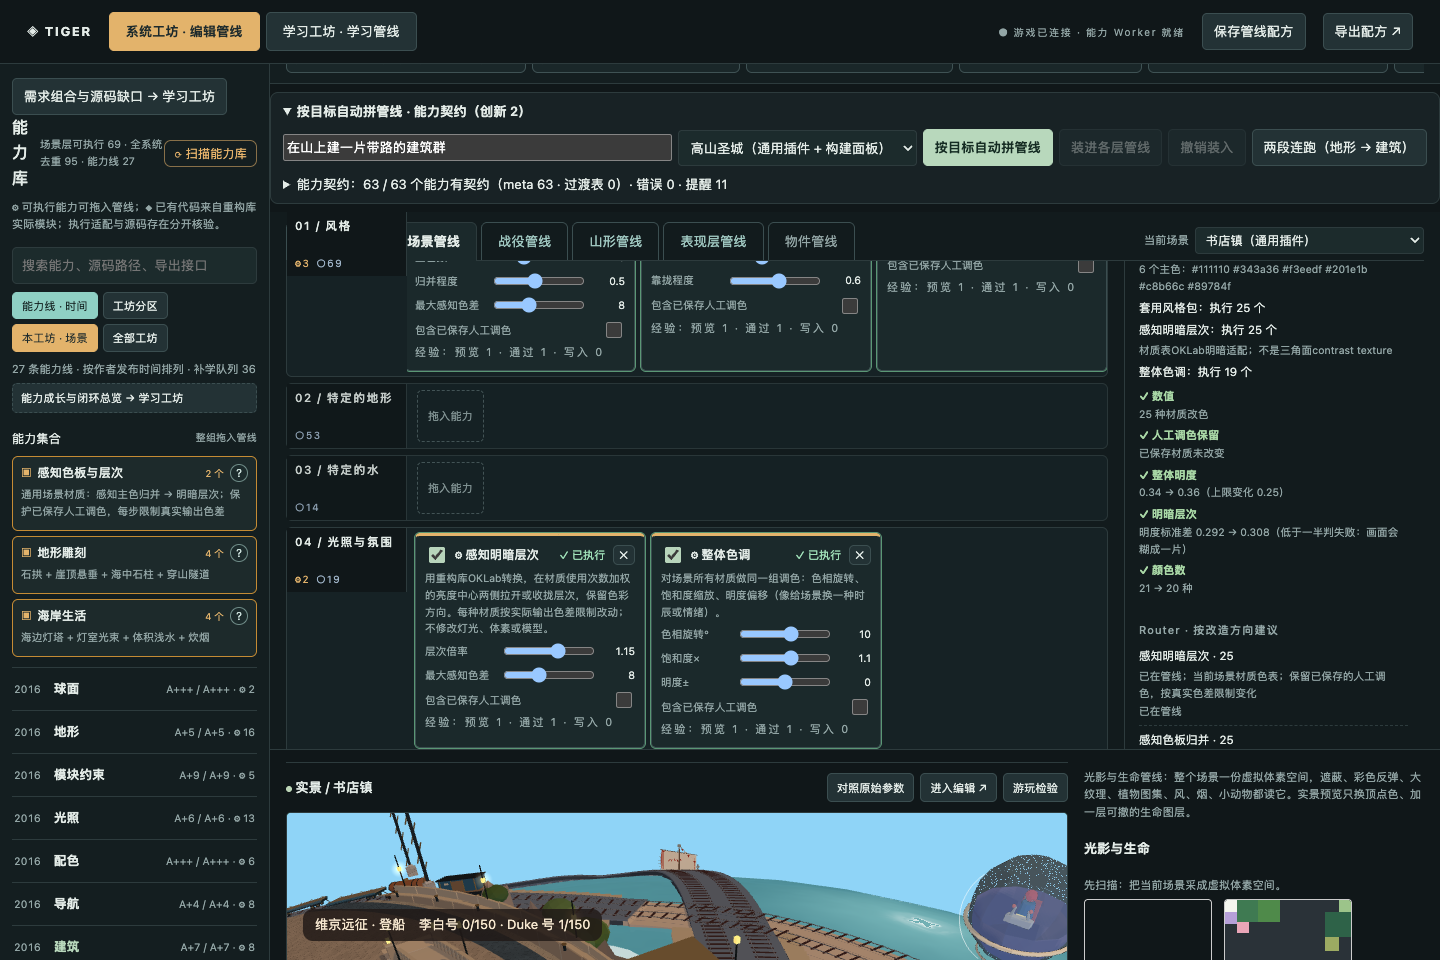 ◈ TIGER
系统工坊 · 编辑管线
学习工坊 · 学习管线
游戏已连接 · 能力 Worker 就绪
保存管线配方
导出配方 ↗
需求组合与源码缺口 → 学习工坊
能力库
场景层可执行 69 · 全系统去重 95 · 能力线 27
⟳ 扫描能力库
⚙ 可执行能力可拖入管线；◆ 已有代码来自重构库
实际模块；执行适配与源码存在分开核验。
搜索能力、源码路径、导出接口
能力线 · 时间
工坊分区
本工坊 · 场景
全部工坊
27 条能力线 · 按作者发布时间排列 · 补学队列 36
能力成长与闭环总览 → 学习工坊
能力集合
整组拖入管线
▣ 感知色板与层次 2 个 ?
通用场景材质：感知主色归并 → 明暗层次；保
护已保存人工调色，每步限制真实输出色差
▣ 地形雕刻 4 个 ?
石拱 + 崖顶悬垂 + 海中石柱 + 穿山隧道
▣ 海岸生活 4 个 ?
海边灯塔 + 灯室光束 + 体积浅水 + 炊烟
2016 球面 A+++ / A+++ · ⚙ 2
2016 地形 A+5 / A+5 · ⚙ 16
2016 模块约束 A+9 / A+9 · ⚙ 5
2016 光照 A+6 / A+6 · ⚙ 13
2016 配色 A+++ / A+++ · ⚙ 6
2016 导航 A+4 / A+4 · ⚙ 8
2016 建筑 A+7 / A+7 · ⚙ 8
▼ 按目标自动拼管线 · 能力契约（创新 2）
在山上建一片带路的建筑群
高山圣城（通用插件 + 构建面板）
按目标自动拼管线
装进各层管线
撤销装入
两段连跑（地形 → 建筑）
▶ 能力契约：63 / 63 个能力有契约（meta 63 · 过渡表 0）· 错误 0 · 提醒 11
01 / 风格
⚙3 ○69
场景管线
战役管线
山形管线
表现层管线
物件管线
当前场景
书店镇（通用插件）
归并程度 0.5
最大感知色差 8
包含已保存人工调色
经验：预览 1 · 通过 1 · 写入 0
靠拢程度 0.6
包含已保存人工调色
经验：预览 1 · 通过 1 · 写入 0
包含已保存人工调色
经验：预览 1 · 通过 1 · 写入 0
02 / 特定的地形
○53
拖入能力
03 / 特定的水
○14
拖入能力
04 / 光照与氛围
⚙2 ○19
⚙ 感知明暗层次 ✓ 已执行 ✕
用重构库OKLab转换，在材质使用次数加权
的亮度中心两侧拉开或收拢层次，保留色彩
方向。每种材质按实际输出色差限制改动；
不修改灯光、体素或模型。
层次倍率 1.15
最大感知色差 8
包含已保存人工调色
经验：预览 1 · 通过 1 · 写入 0
⚙ 整体色调 ✓ 已执行 ✕
对场景所有材质做同一组调色：色相旋转、
饱和度缩放、明度偏移（像给场景换一种时
辰或情绪）。
色相旋转° 10
饱和度× 1.1
明度± 0
包含已保存人工调色
经验：预览 1 · 通过 1 · 写入 0
6 个主色：#111110 #343a36 #f3eedf #201e1b
#c8b66c #89784f
套用风格包：执行 25 个
感知明暗层次：执行 25 个
材质表OKLab明暗适配；不是三角面contrast texture
整体色调：执行 19 个
✓ 数值
25 种材质改色
✓ 人工调色保留
已保存材质未改变
✓ 整体明度
0.34 → 0.36（上限变化 0.25）
✓ 明暗层次
明度标准差 0.292 → 0.308（低于一半判失败：画面会
糊成一片）
✓ 颜色数
21 → 20 种
Router · 按改造方向建议
感知明暗层次 · 25
已在管线；当前场景材质色表；保留已保存的人工调
色，按真实色差限制变化
已在管线
感知色板归并 · 25
实景 / 书店镇
对照原始参数
进入编辑 ↗
游玩检验
维京远征 · 登船 李白号 0/150 · Duke 号 1/150
光影与生命管线：整个场景一份虚拟体素空间，遮蔽、彩色反弹、大
纹理、植物图集、风、烟、小动物都读它。实景预览只换顶点色、加
一层可撤的生命图层。
光影与生命
先扫描：把当前场景采成虚拟体素空间。